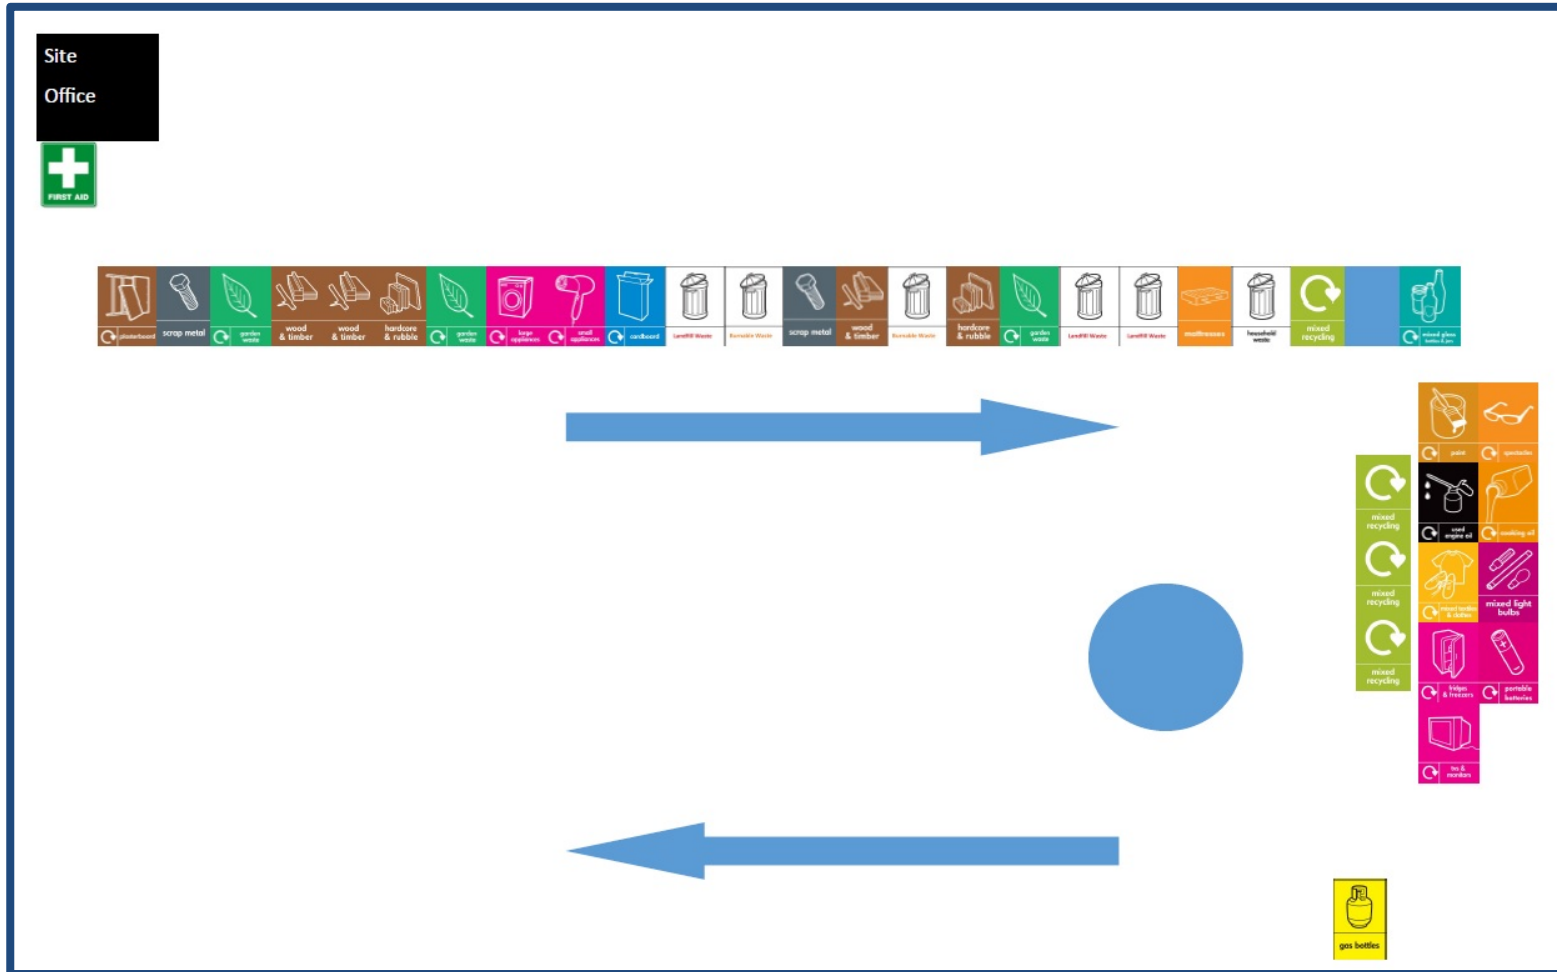 Site
Office
FIRST AID
plasterboard
scrap metal
garden
waste
wood
& timber
wood
& timber
hardcore
& rubble
garden
waste
large
appliances
small
appliances
cardboard
Landfill Waste
Burnable Waste
scrap metal
wood
& timber
Burnable Waste
hardcore
& rubble
garden
waste
Landfill Waste
Landfill Waste
mattresses
household
waste
mixed
recycling
mixed glass
bottles & jars
paint
spectacles
mixed
recycling
used
engine oil
cooking oil
mixed
recycling
mixed textiles
& clothes
mixed light
bulbs
mixed
recycling
fridges
& freezers
portable
batteries
tvs &
monitors
gas bottles